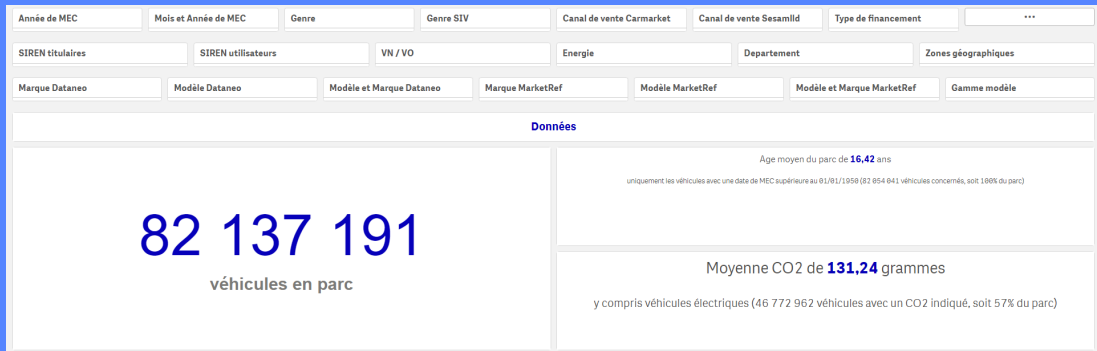 Année de MEC
Mois et Année de MEC
Genre
Genre SIV
Canal de vente Carmarket
Canal de vente Sesamlld
Type de financement
...
SIREN titulaires
SIREN utilisateurs
VN / VO
Energie
Departement
Zones géographiques
Marque Dataneo
Modèle Dataneo
Modèle et Marque Dataneo
Marque MarketRef
Modèle MarketRef
Modèle et Marque MarketRef
Gamme modèle
Données
82 137 191
véhicules en parc
Age moyen du parc de 16,42 ans
uniquement les véhicules avec une date de MEC supérieure au 01/01/1950 (82 054 041 véhicules concernés, soit 100% du parc)
Moyenne CO2 de 131,24 grammes
y compris véhicules électriques (46 772 962 véhicules avec un CO2 indiqué, soit 57% du parc)